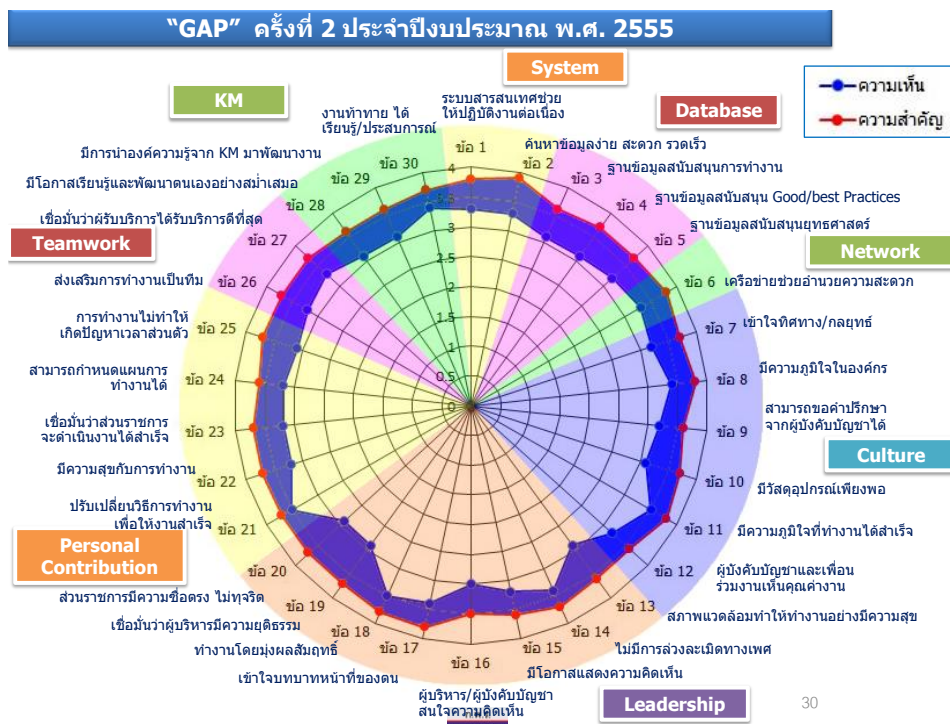 “GAP” ครั้งที่ 2 ประจำปีงบประมาณ พ.ศ. 2555
System
KM
Database
ความเห็น
ความสำคัญ
งานท้าทาย ได้
เรียนรู้/ประสบการณ์
ระบบสารสนเทศช่วย
ให้ปฏิบัติงานต่อเนื่อง
ค้นหาข้อมูลง่าย สะดวก รวดเร็ว
มีการนำองค์ความรู้จาก KM มาพัฒนางาน
ฐานข้อมูลสนับสนุนการทำงาน
มีโอกาสเรียนรู้และพัฒนาตนเองอย่างสม่ำเสมอ
ฐานข้อมูลสนับสนุน Good/best Practices
เชื่อมั่นว่าผู้รับบริการได้รับบริการดีที่สุด
ฐานข้อมูลสนับสนุนยุทธศาสตร์
Teamwork
Network
ส่งเสริมการทำงานเป็นทีม
เครือข่ายช่วยอำนวยความสะดวก
การทำงานไม่ทำให้
เกิดปัญหาเวลาส่วนตัว
เข้าใจทิศทาง/กลยุทธ์
สามารถกำหนดแผนการ
ทำงานได้
มีความภูมิใจในองค์กร
เชื่อมั่นว่าส่วนราชการ
จะดำเนินงานได้สำเร็จ
สามารถขอคำปรึกษา
จากผู้บังคับบัญชาได้
Culture
มีความสุขกับการทำงาน
มีวัสดุอุปกรณ์เพียงพอ
ปรับเปลี่ยนวิธีการทำงาน
เพื่อให้งานสำเร็จ
มีความภูมิใจที่ทำงานได้สำเร็จ
Personal
Contribution
ผู้บังคับบัญชาและเพื่อน
ร่วมงานเห็นคุณค่างาน
ส่วนราชการมีความซื่อตรง ไม่ทุจริต
สภาพแวดล้อมทำให้ทำงานอย่างมีความสุข
เชื่อมั่นว่าผู้บริหารมีความยุติธรรม
ทำงานโดยมุ่งผลสัมฤทธิ์
ไม่มีการล่วงละเมิดทางเพศ
เข้าใจบทบาทหน้าที่ของตน
มีโอกาสแสดงความคิดเห็น
ผู้บริหาร/ผู้บังคับบัญชา
สนใจความคิดเห็น
Leadership
30
ข้อ 1
ข้อ 2
ข้อ 3
ข้อ 4
ข้อ 5
ข้อ 6
ข้อ 7
ข้อ 8
ข้อ 9
ข้อ 10
ข้อ 11
ข้อ 12
ข้อ 13
ข้อ 14
ข้อ 15
ข้อ 16
ข้อ 17
ข้อ 18
ข้อ 19
ข้อ 20
ข้อ 21
ข้อ 22
ข้อ 23
ข้อ 24
ข้อ 25
ข้อ 26
ข้อ 27
ข้อ 28
ข้อ 29
ข้อ 30
4
3.5
3
2.5
2
1.5
1
0.5
0